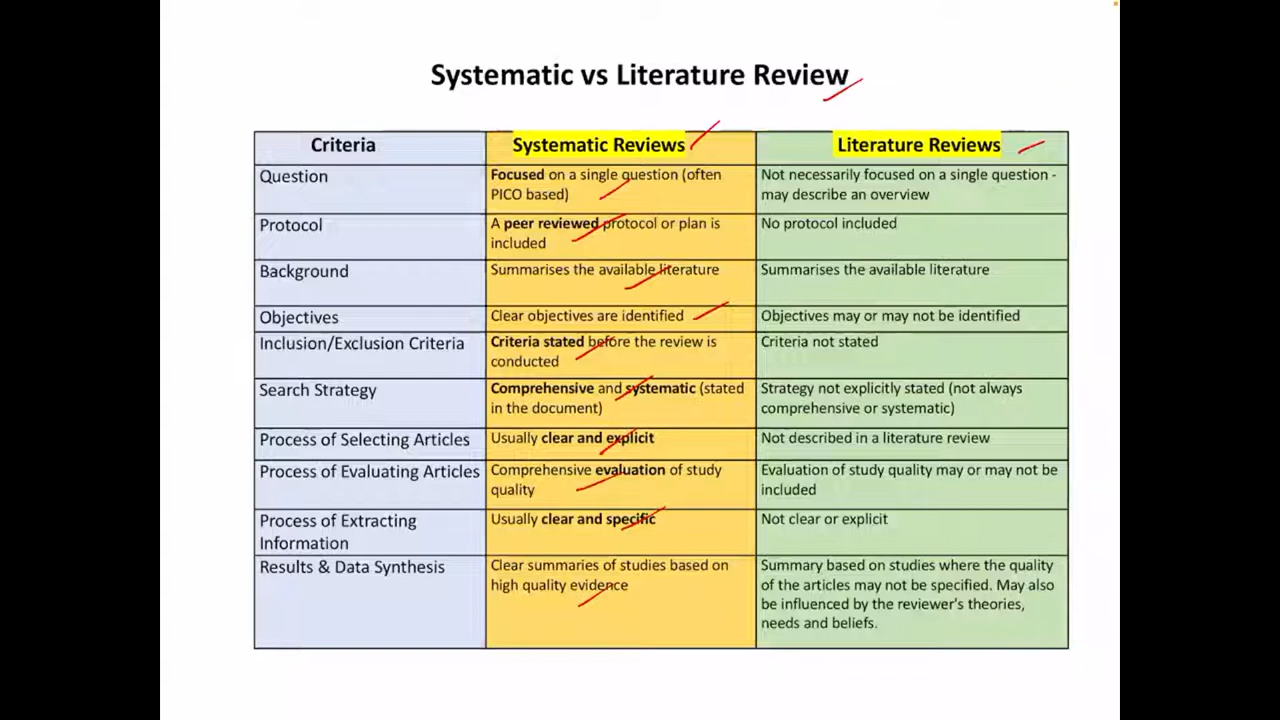 Systematic vs Literature Review
Criteria
Systematic Reviews
Literature Reviews
Question
Focused on a single question (often
PICO based)
Not necessarily focused on a single question -
may describe an overview
Protocol
A peer reviewed protocol or plan is
included
No protocol included
Background
Summarises the available literature
Summarises the available literature
Objectives
Clear objectives are identified
Objectives may or may not be identified
Inclusion/Exclusion Criteria
Criteria stated before the review is
conducted
Criteria not stated
Search Strategy
Comprehensive and systematic (stated
in the document)
Strategy not explicitly stated (not always
comprehensive or systematic)
Process of Selecting Articles
Usually clear and explicit
Not described in a literature review
Process of Evaluating Articles
Comprehensive evaluation of study
quality
Evaluation of study quality may or may not be
included
Process of Extracting
Information
Usually clear and specific
Not clear or explicit
Results & Data Synthesis
Clear summaries of studies based on
high quality evidence
Summary based on studies where the quality
of the articles may not be specified. May also
be influenced by the reviewer's theories,
needs and beliefs.